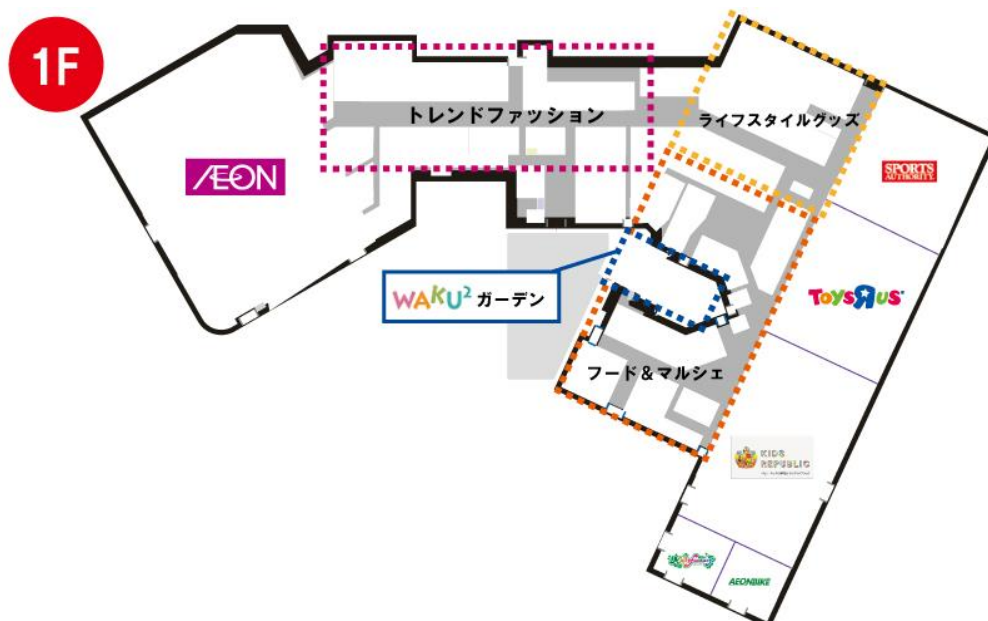 1F
トレンドファッション
ライフスタイルグッズ
ÆON
SPORTS
AUTHORITY
WAKU² ガーデン
TOYSЯUS
フード&マルシェ
KIDS
REPUBLIC
AEONBIKE